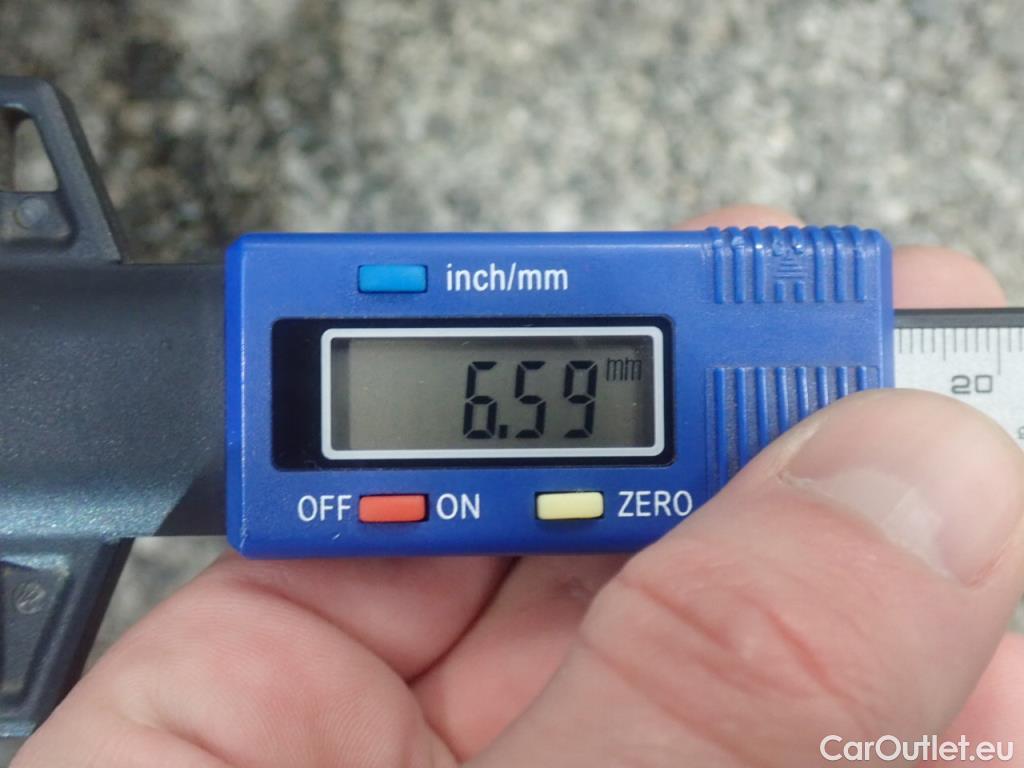 inch/mm
6.59 mm
OFF ON ZERO
20
CarOutlet.eu